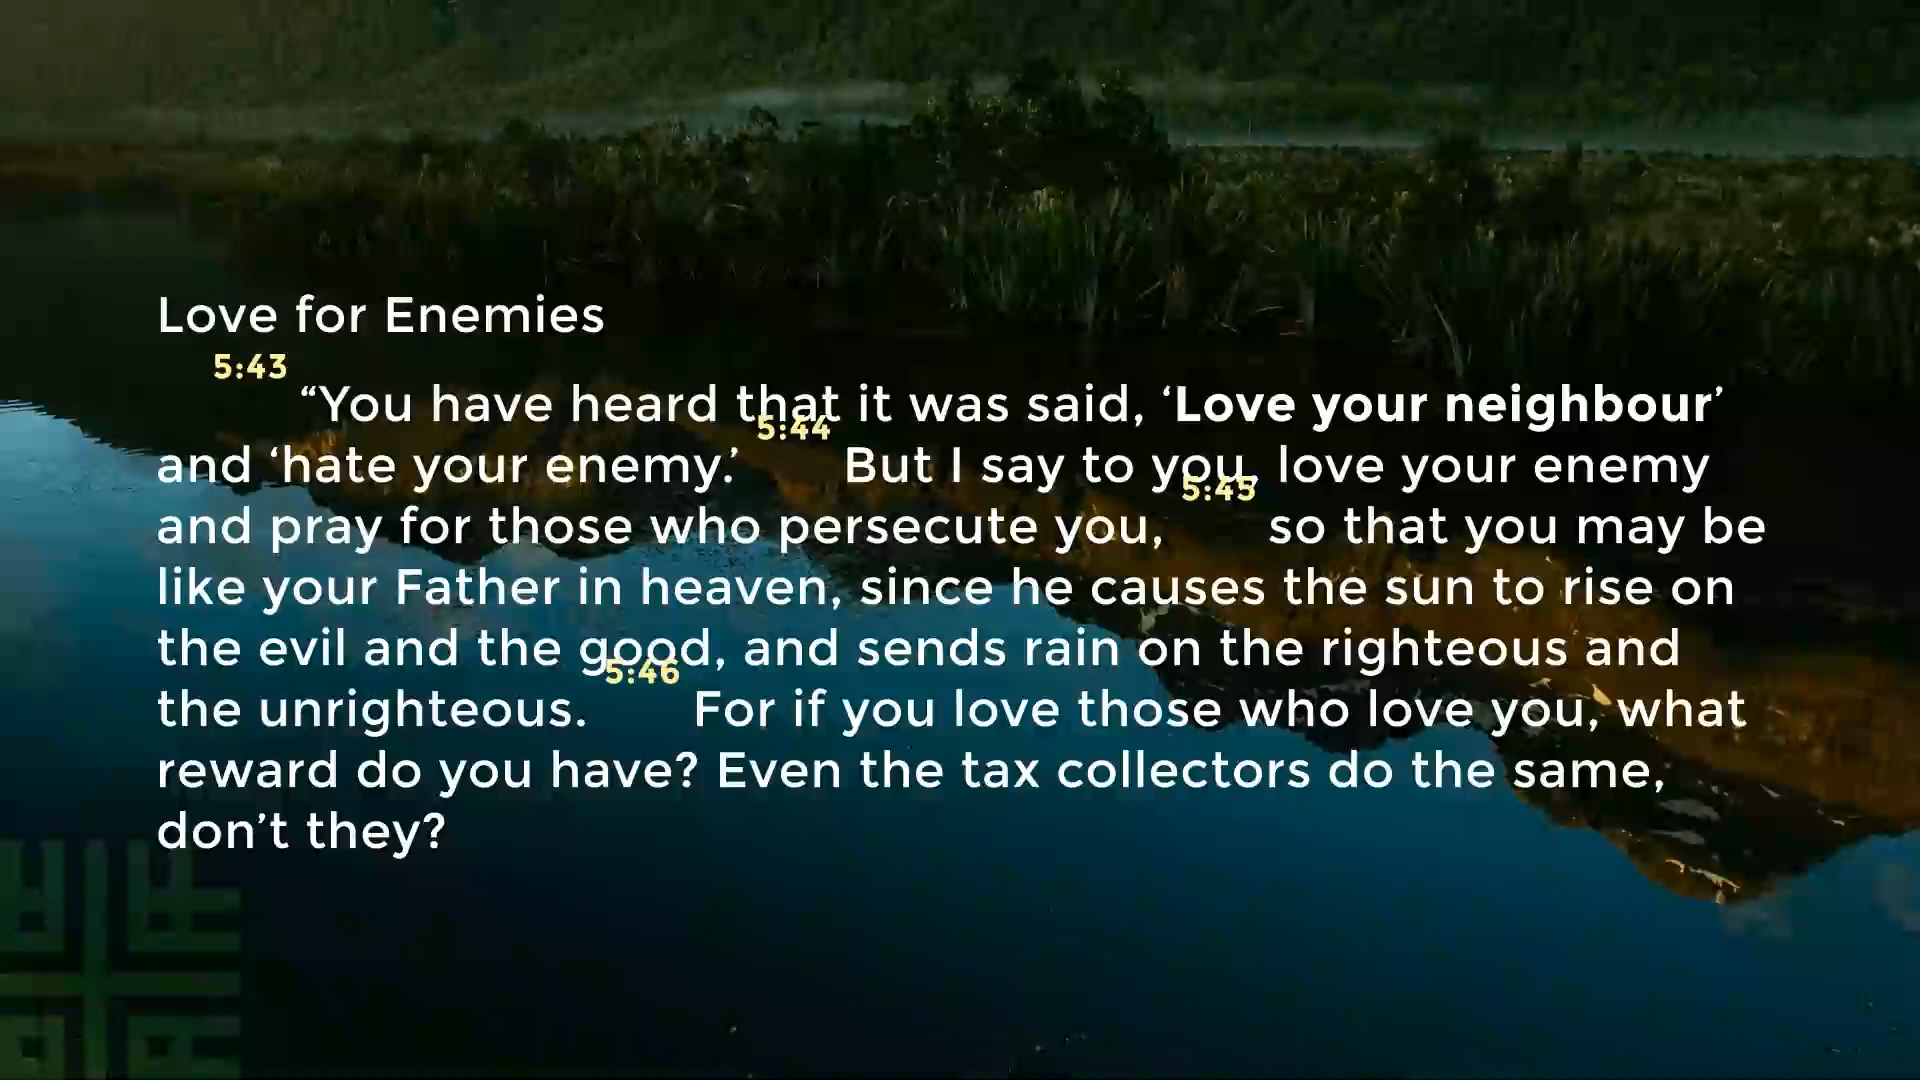 Love for Enemies
5:43 “You have heard that it was said, ‘Love your neighbour’
and ‘hate your enemy.’ 5:44 But I say to you, love your enemy
and pray for those who persecute you, 5:45 so that you may be
like your Father in heaven, since he causes the sun to rise on
the evil and the good, and sends rain on the righteous and
the unrighteous. 5:46 For if you love those who love you, what
reward do you have? Even the tax collectors do the same,
don’t they?